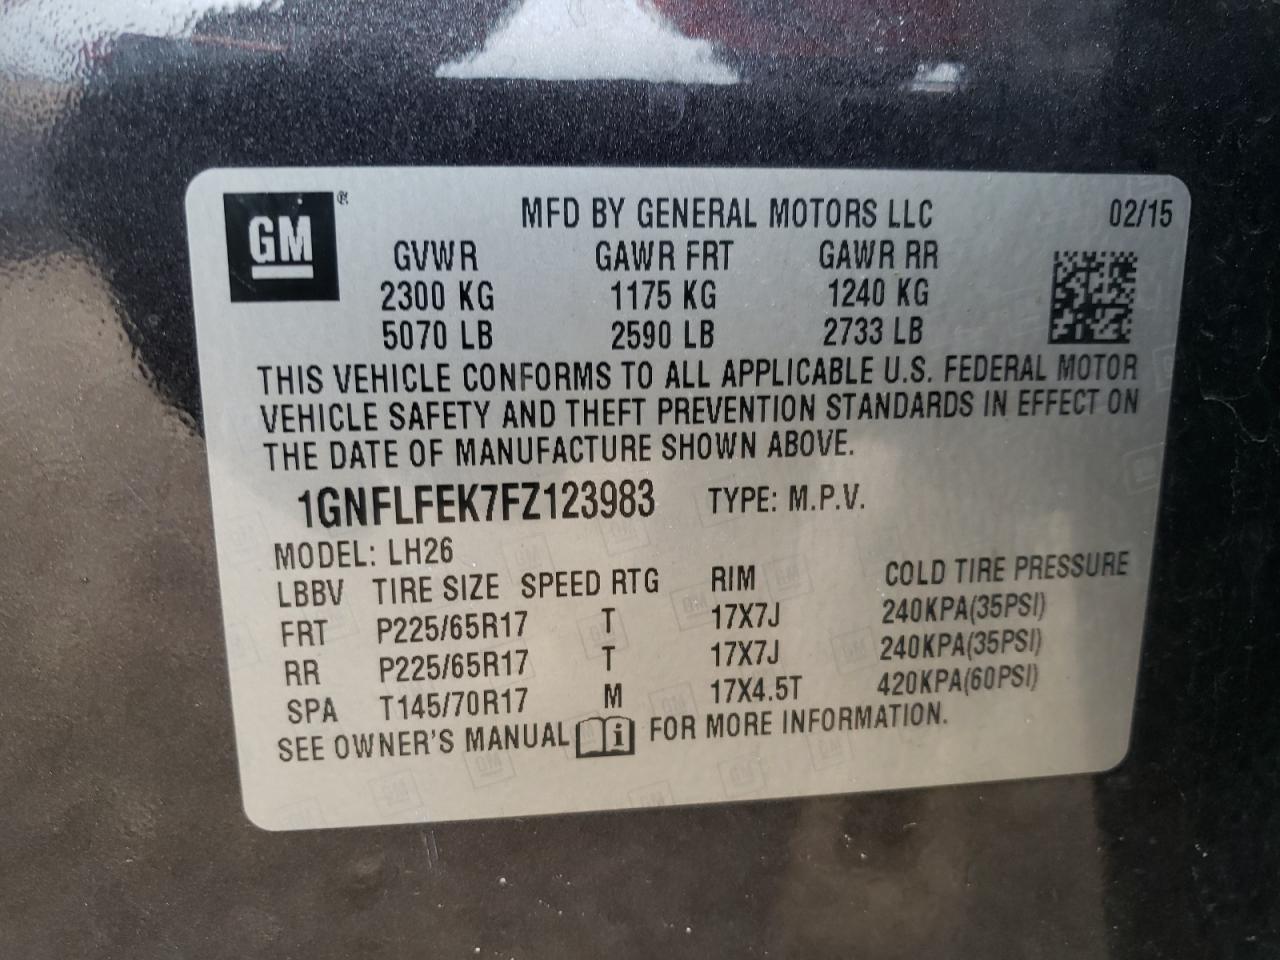 GM®
MFD BY GENERAL MOTORS LLC 02/15
GVWR GAWR FRT GAWR RR
2300 KG 1175 KG 1240 KG
5070 LB 2590 LB 2733 LB
THIS VEHICLE CONFORMS TO ALL APPLICABLE U.S. FEDERAL MOTOR
VEHICLE SAFETY AND THEFT PREVENTION STANDARDS IN EFFECT ON
THE DATE OF MANUFACTURE SHOWN ABOVE.
1GNFLFEK7FZ123983 TYPE: M.P.V.
MODEL: LH26
LBBV TIRE SIZE SPEED RTG RIM COLD TIRE PRESSURE
FRT P225/65R17 T 17X7J 240KPA(35PSI)
RR P225/65R17 T 17X7J 240KPA(35PSI)
SPA T145/70R17 M 17X4.5T 420KPA(60PSI)
SEE OWNER'S MANUAL i FOR MORE INFORMATION.